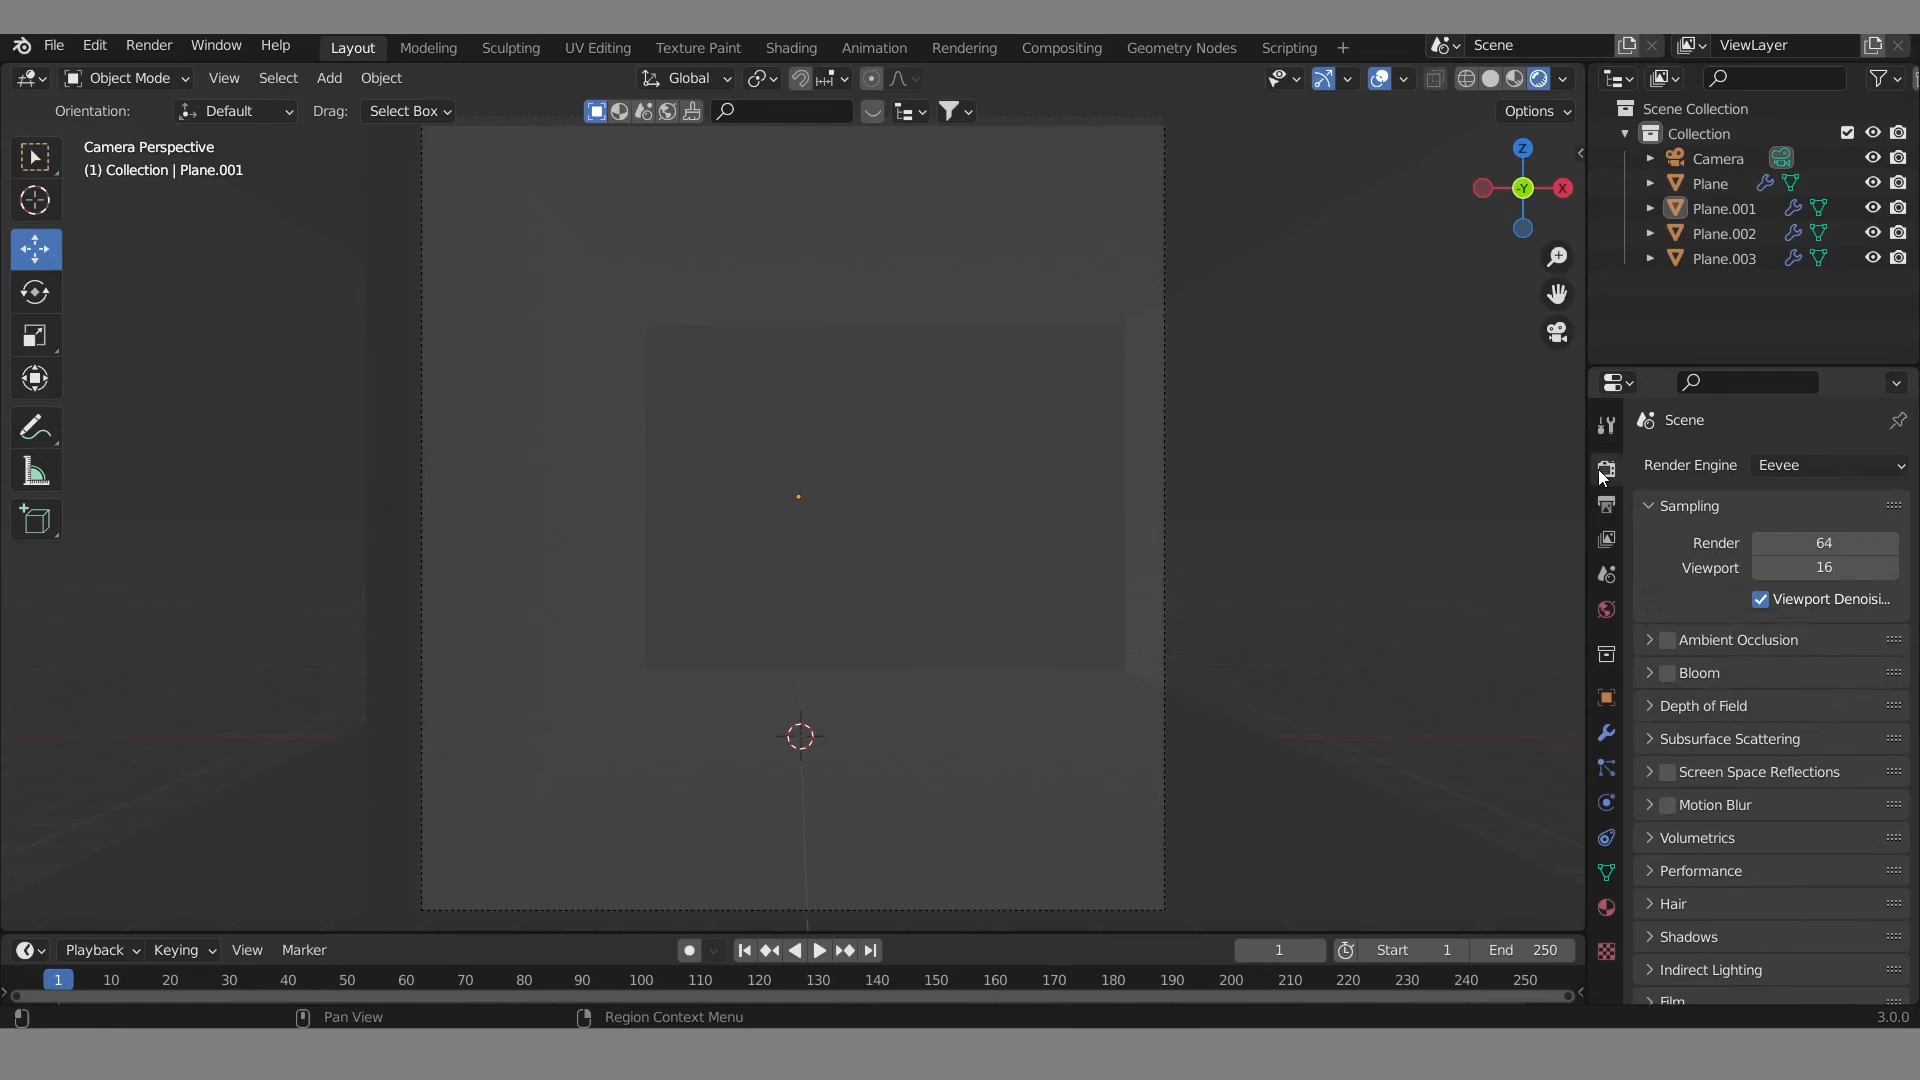 File Edit Render Window Help Layout Modeling Sculpting UV Editing Texture Paint Shading Animation Rendering Compositing Geometry Nodes Scripting + Scene ViewLayer
Object Mode View Select Add Object Global
Orientation: Default Drag: Select Box Options
Camera Perspective
(1) Collection | Plane.001
Z
-Y
X
Scene Collection
Collection
Camera
Plane
Plane.001
Plane.002
Plane.003
Scene
Render Engine Eevee
Sampling
Render 64
Viewport 16
Viewport Denoisi...
Ambient Occlusion
Bloom
Depth of Field
Subsurface Scattering
Screen Space Reflections
Motion Blur
Volumetrics
Performance
Hair
Shadows
Indirect Lighting
Film
Playback Keying View Marker 1 Start 1 End 250
1 10 20 30 40 50 60 70 80 90 100 110 120 130 140 150 160 170 180 190 200 210 220 230 240 250
Pan View Region Context Menu 3.0.0